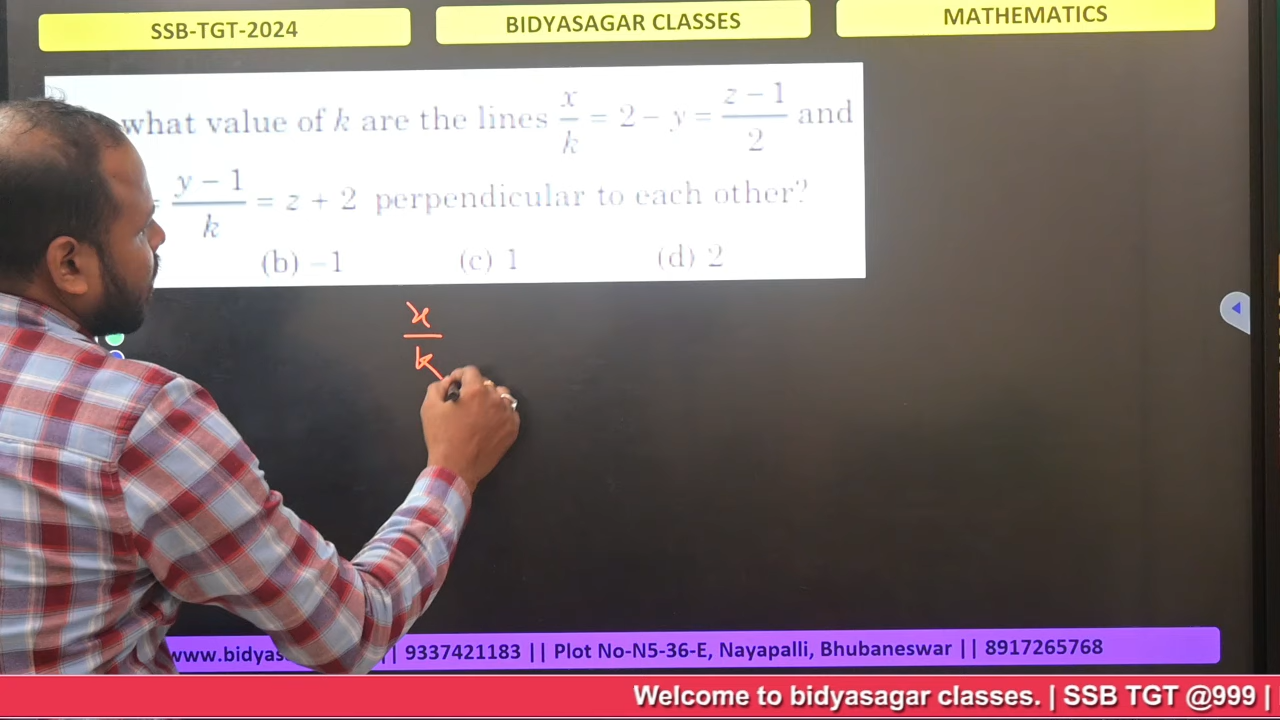 SSB-TGT-2024
BIDYASAGAR CLASSES
MATHEMATICS
what value of k are the lines x/k = 2 – y = (z – 1)/2 and
(y – 1)/k = z + 2 perpendicular to each other?
(b) –1 (c) 1 (d) 2
x/k
|| 9337421183 || Plot No-N5-36-E, Nayapalli, Bhubaneswar || 8917265768
Welcome to bidyasagar classes. | SSB TGT @999 |